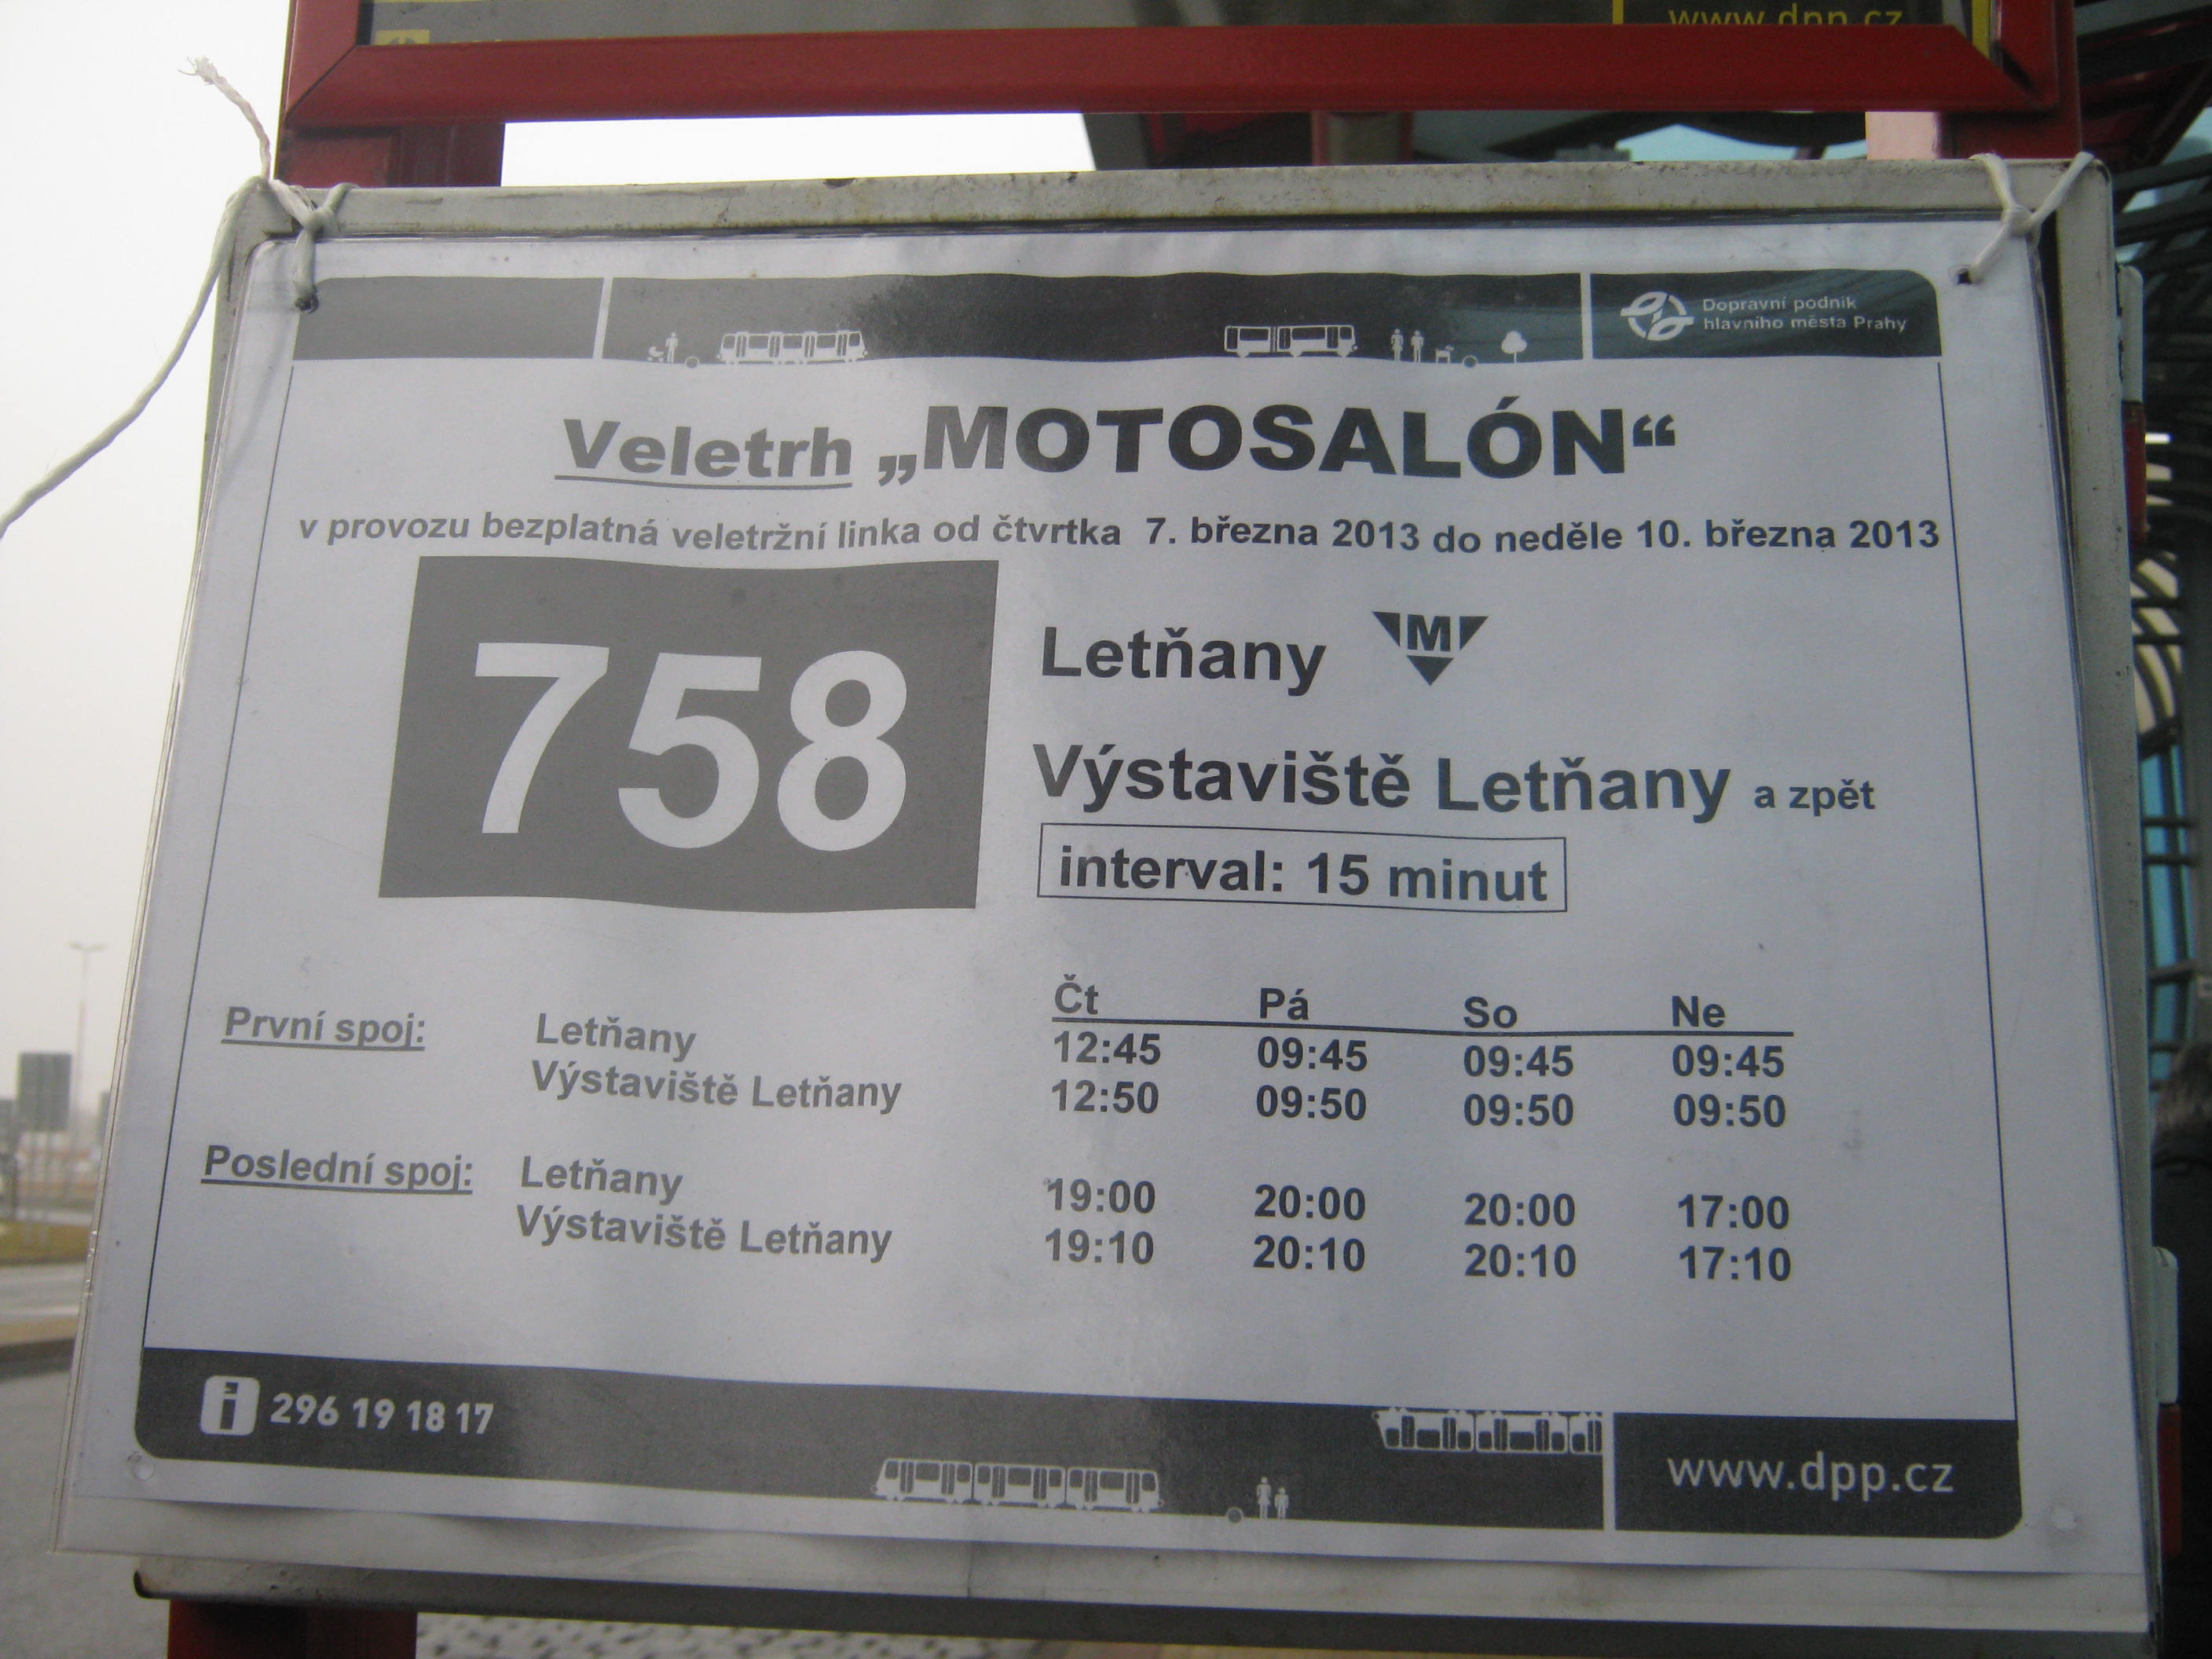 www.dpp.cz
Dopravní podnik
hlavního města Prahy
Veletrh „MOTOSALÓN“
v provozu bezplatná veletržní linka od čtvrtka 7. března 2013 do neděle 10. března 2013
758
Letňany M
Výstaviště Letňany a zpět
interval: 15 minut
Čt Pá So Ne
První spoj: Letňany 12:45 09:45 09:45 09:45
Výstaviště Letňany 12:50 09:50 09:50 09:50
Poslední spoj: Letňany 19:00 20:00 20:00 17:00
Výstaviště Letňany 19:10 20:10 20:10 17:10
i 296 19 18 17
www.dpp.cz